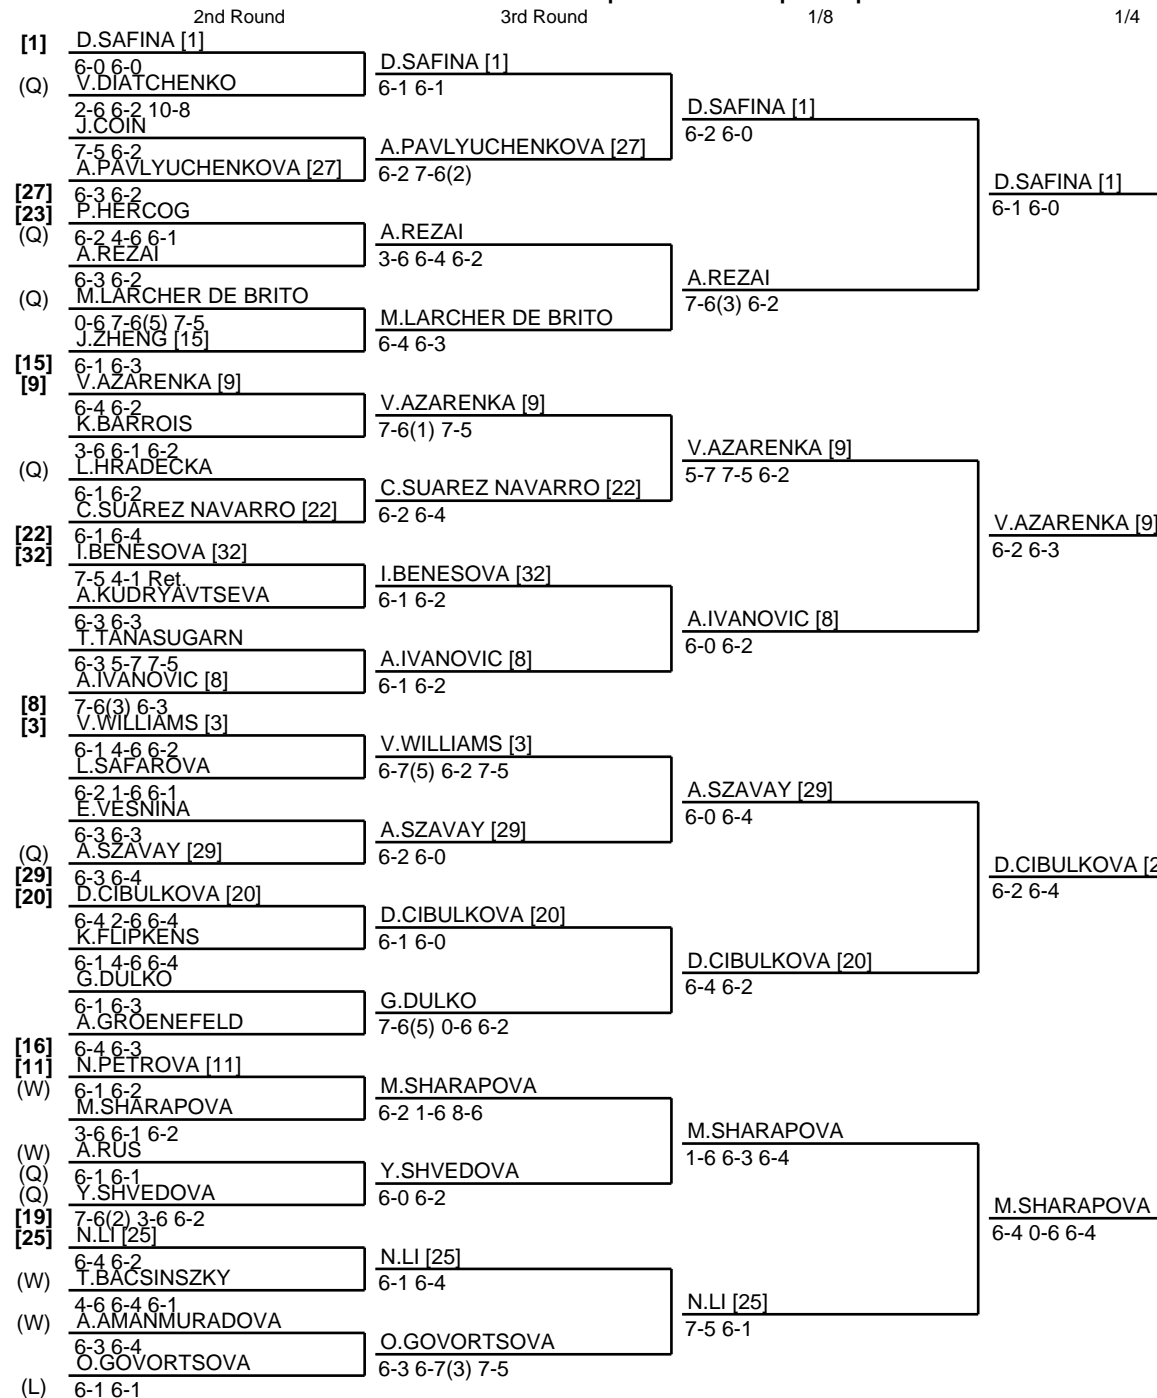 2nd Round 3rd Round 1/8 1/4
[1] D.SAFINA [1]
6-0 6-0
D.SAFINA [1]
(Q) V.DIATCHENKO
6-1 6-1
2-6 6-2 10-8
D.SAFINA [1]
J.COIN
6-2 6-0
7-5 6-2
A.PAVLYUCHENKOVA [27]
A.PAVLYUCHENKOVA [27]
6-2 7-6(2)
[27] 6-3 6-2
D.SAFINA [1]
[23] P.HERCOG
6-1 6-0
(Q) 6-2 4-6 6-1
A.REZAI
A.REZAI
3-6 6-4 6-2
6-3 6-2
A.REZAI
(Q) M.LARCHER DE BRITO
7-6(3) 6-2
0-6 7-6(5) 7-5
M.LARCHER DE BRITO
J.ZHENG [15]
6-4 6-3
[15] 6-1 6-3
[9] V.AZARENKA [9]
6-4 6-2
V.AZARENKA [9]
K.BARROIS
7-6(1) 7-5
3-6 6-1 6-2
V.AZARENKA [9]
(Q) L.HRADECKA
5-7 7-5 6-2
6-1 6-2
C.SUAREZ NAVARRO [22]
C.SUAREZ NAVARRO [22]
6-2 6-4
[22] 6-1 6-4
V.AZARENKA [9]
[32] I.BENESOVA [32]
6-2 6-3
7-5 4-1 Ret.
I.BENESOVA [32]
A.KUDRYAVTSEVA
6-1 6-2
6-3 6-3
A.IVANOVIC [8]
T.TANASUGARN
6-0 6-2
6-3 5-7 7-5
A.IVANOVIC [8]
A.IVANOVIC [8]
6-1 6-2
[8] 7-6(3) 6-3
[3] V.WILLIAMS [3]
6-1 4-6 6-2
V.WILLIAMS [3]
L.SAFAROVA
6-7(5) 6-2 7-5
6-2 1-6 6-1
A.SZAVAY [29]
E.VESNINA
6-0 6-4
6-3 6-3
A.SZAVAY [29]
(Q) A.SZAVAY [29]
6-2 6-0
[29] 6-3 6-4
D.CIBULKOVA [2
[20] D.CIBULKOVA [20]
6-2 6-4
6-4 2-6 6-4
D.CIBULKOVA [20]
K.FLIPKENS
6-1 6-0
6-1 4-6 6-4
D.CIBULKOVA [20]
G.DULKO
6-4 6-2
6-1 6-3
G.DULKO
A.GROENEFELD
7-6(5) 0-6 6-2
[16] 6-4 6-3
[11] N.PETROVA [11]
(W) 6-1 6-2
M.SHARAPOVA
M.SHARAPOVA
6-2 1-6 8-6
3-6 6-1 6-2
M.SHARAPOVA
(W) A.RUS
1-6 6-3 6-4
(Q) 6-1 6-1
Y.SHVEDOVA
(Q) Y.SHVEDOVA
6-0 6-2
[19] 7-6(2) 3-6 6-2
M.SHARAPOVA
[25] N.LI [25]
6-4 0-6 6-4
6-4 6-2
N.LI [25]
(W) T.BACSINSZKY
6-1 6-4
4-6 6-4 6-1
N.LI [25]
(W) A.AMANMURADOVA
7-5 6-1
6-3 6-4
O.GOVORTSOVA
O.GOVORTSOVA
6-3 6-7(3) 7-5
(L) 6-1 6-1